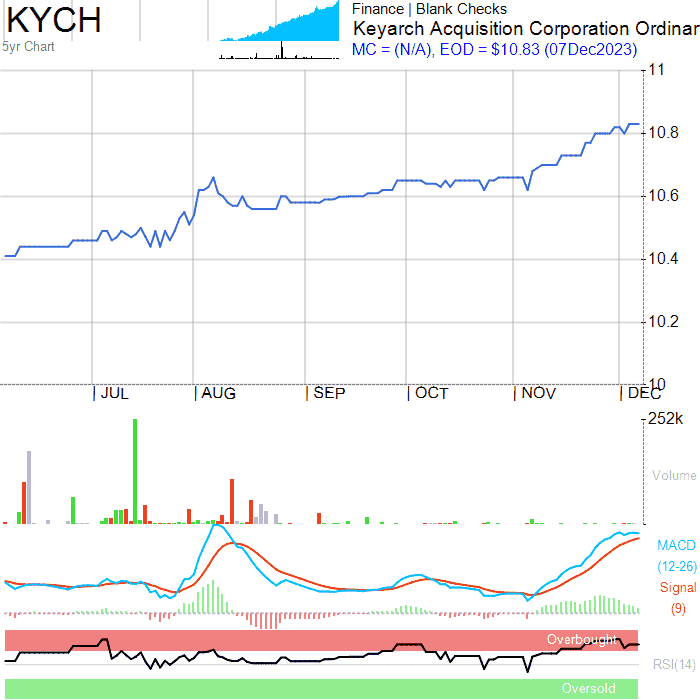 KYCH
5yr Chart
Finance | Blank Checks
Keyarch Acquisition Corporation Ordinar
MC = (N/A), EOD = $10.83 (07Dec2023)
11
10.8
10.6
10.4
10.2
10
JUL AUG SEP OCT NOV DEC
252k
Volume
MACD
(12-26)
Signal
(9)
Overbought
RSI(14)
Oversold